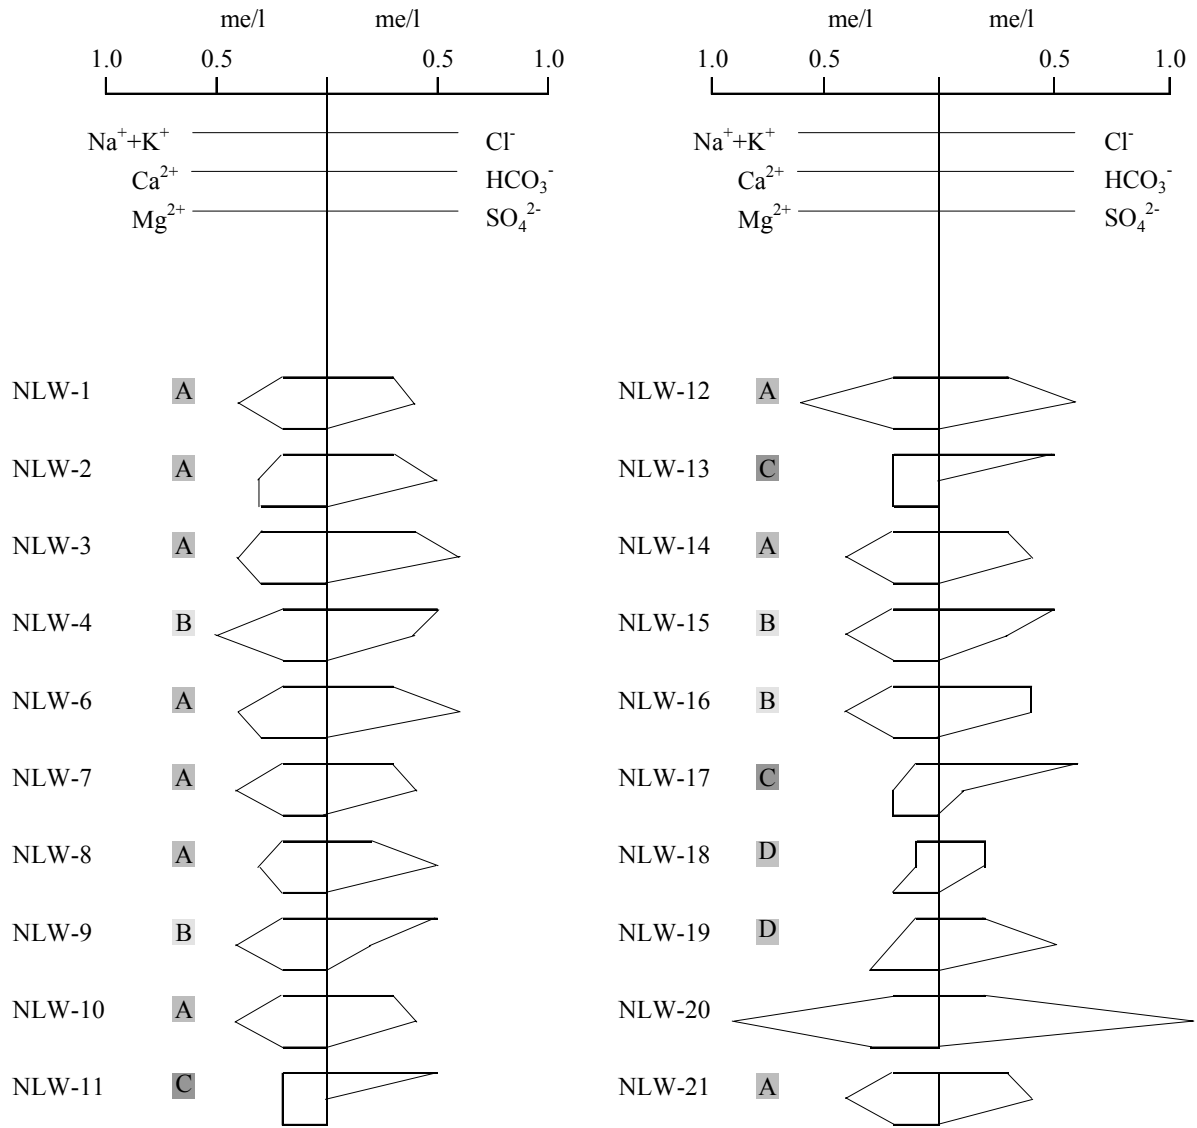 me/l me/l me/l me/l
1.0 0.5 0.5 1.0 1.0 0.5 0.5 1.0
Na⁺+K⁺ Cl⁻ Na⁺+K⁺ Cl⁻
Ca²⁺ HCO₃⁻ Ca²⁺ HCO₃⁻
Mg²⁺ SO₄²⁻ Mg²⁺ SO₄²⁻
NLW-1 A NLW-12 A
NLW-2 A NLW-13 C
NLW-3 A NLW-14 A
NLW-4 B NLW-15 B
NLW-6 A NLW-16 B
NLW-7 A NLW-17 C
NLW-8 A NLW-18 D
NLW-9 B NLW-19 D
NLW-10 A NLW-20
NLW-11 C NLW-21 A